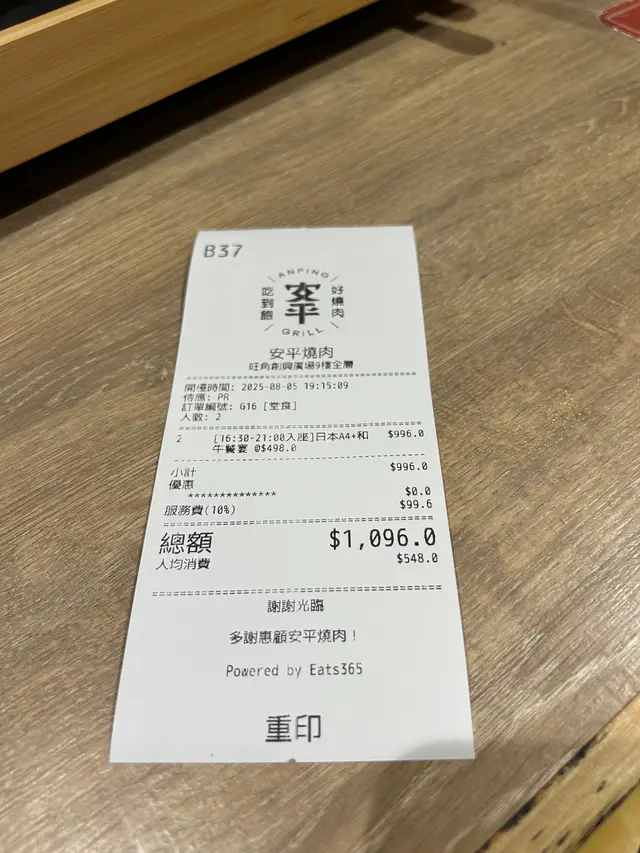 B37
ANPING
吃到飽
安平
好燒肉
GRiLL
安平燒肉
旺角創興廣場9樓全層
開檯時間: 2025-08-05 19:15:09
侍應: PR
訂單編號: G16 [堂食]
人數: 2
2 [16:30-21:00入座]日本A4+和 $996.0
牛饗宴 @$498.0
小計 $996.0
優惠
************** $0.0
服務費(10%) $99.6
總額 $1,096.0
人均消費 $548.0
謝謝光臨
多謝惠顧安平燒肉！
Powered by Eats365
重印